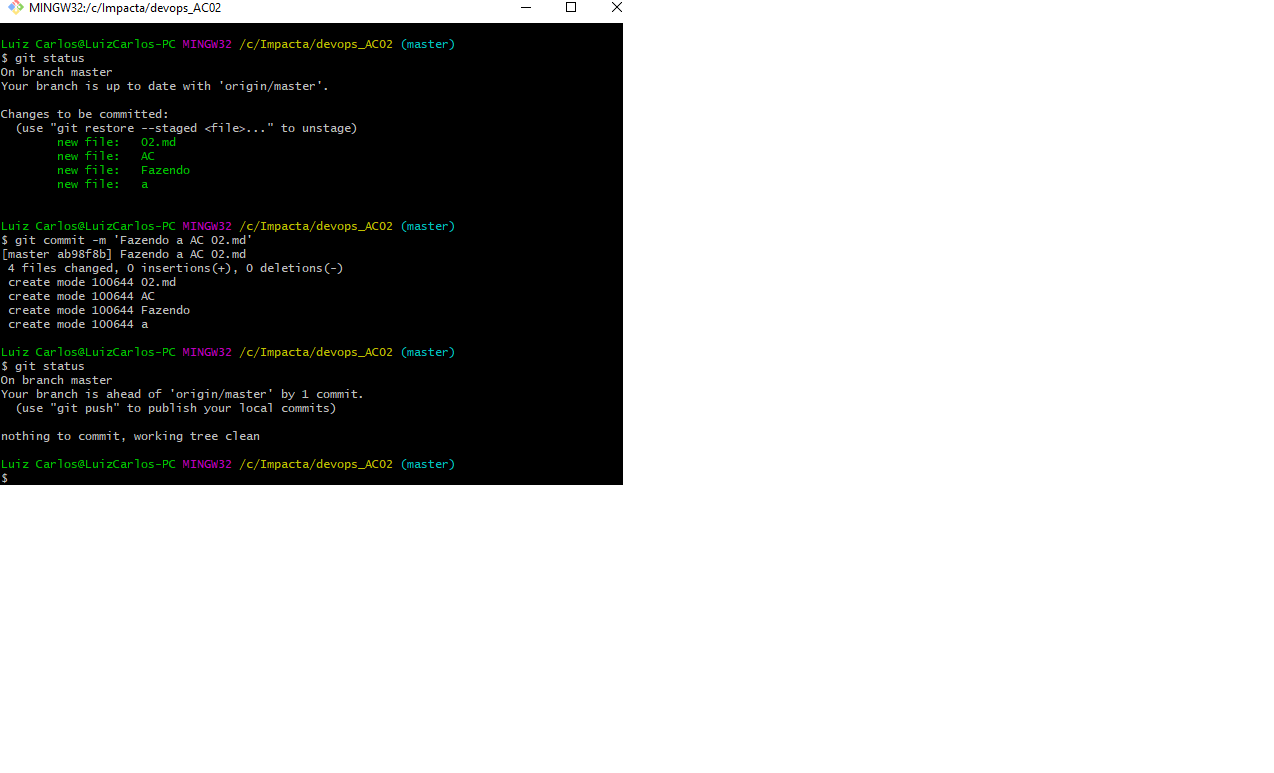 MINGW32:/c/Impacta/devops_AC02
Luiz Carlos@LuizCarlos-PC MINGW32 /c/Impacta/devops_AC02 (master)
$ git status
On branch master
Your branch is up to date with 'origin/master'.
Changes to be committed:
(use "git restore --staged <file>..." to unstage)
new file: 02.md
new file: AC
new file: Fazendo
new file: a
Luiz Carlos@LuizCarlos-PC MINGW32 /c/Impacta/devops_AC02 (master)
$ git commit -m 'Fazendo a AC 02.md'
[master ab98f8b] Fazendo a AC 02.md
4 files changed, 0 insertions(+), 0 deletions(-)
create mode 100644 02.md
create mode 100644 AC
create mode 100644 Fazendo
create mode 100644 a
Luiz Carlos@LuizCarlos-PC MINGW32 /c/Impacta/devops_AC02 (master)
$ git status
On branch master
Your branch is ahead of 'origin/master' by 1 commit.
(use "git push" to publish your local commits)
nothing to commit, working tree clean
Luiz Carlos@LuizCarlos-PC MINGW32 /c/Impacta/devops_AC02 (master)
$